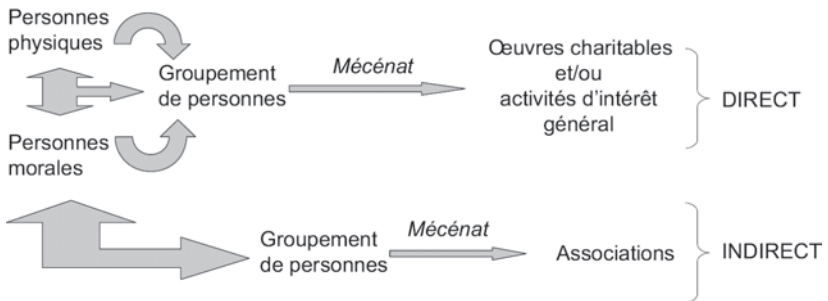 Personnes
physiques
Groupement
de personnes
Mécénat
Œuvres charitables
et/ou
activités d’intérêt
général
DIRECT
Personnes
morales
Groupement
de personnes
Mécénat
Associations
INDIRECT